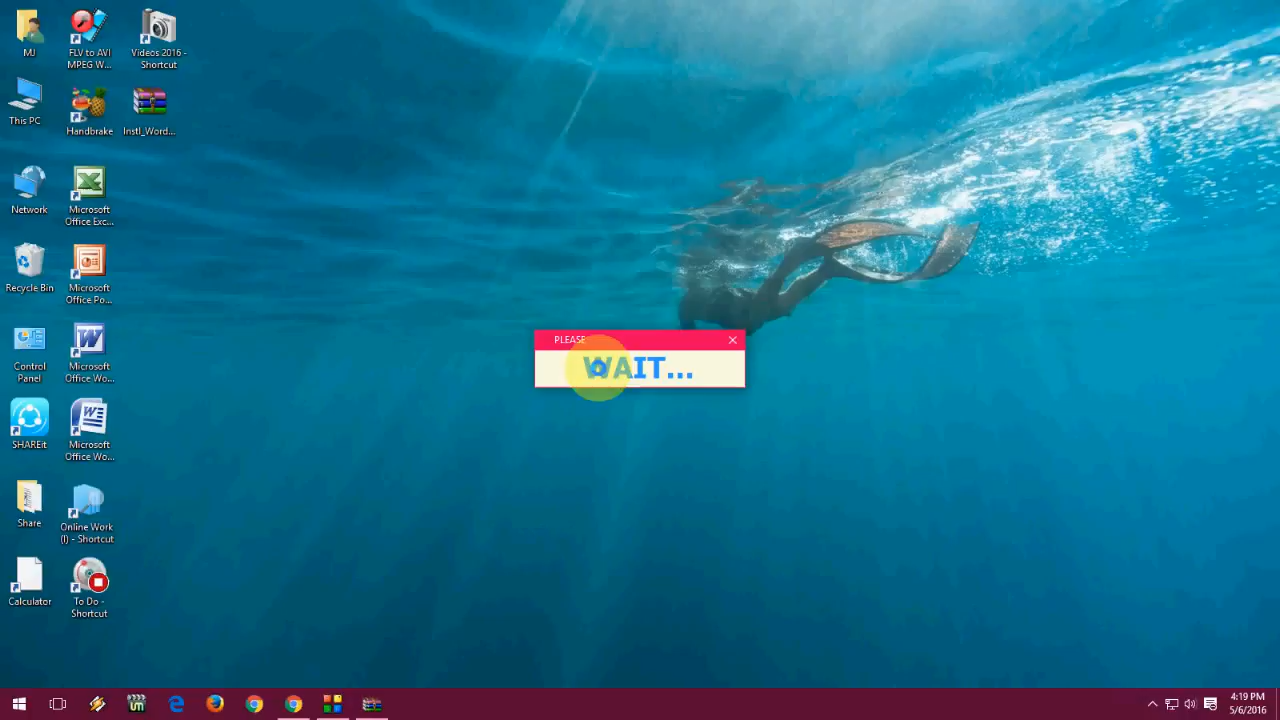 MJ
FLV to AVI
MPEG W...
Videos 2016 -
Shortcut
This PC
Handbrake
Instl_Word...
Network
Microsoft
Office Exc...
Recycle Bin
Microsoft
Office Po...
Control
Panel
Microsoft
Office Wo...
SHAREit
Microsoft
Office Wo...
Share
Online Work
(I) - Shortcut
Calculator
To Do -
Shortcut
PLEASE
WAIT...
4:19 PM
5/6/2016